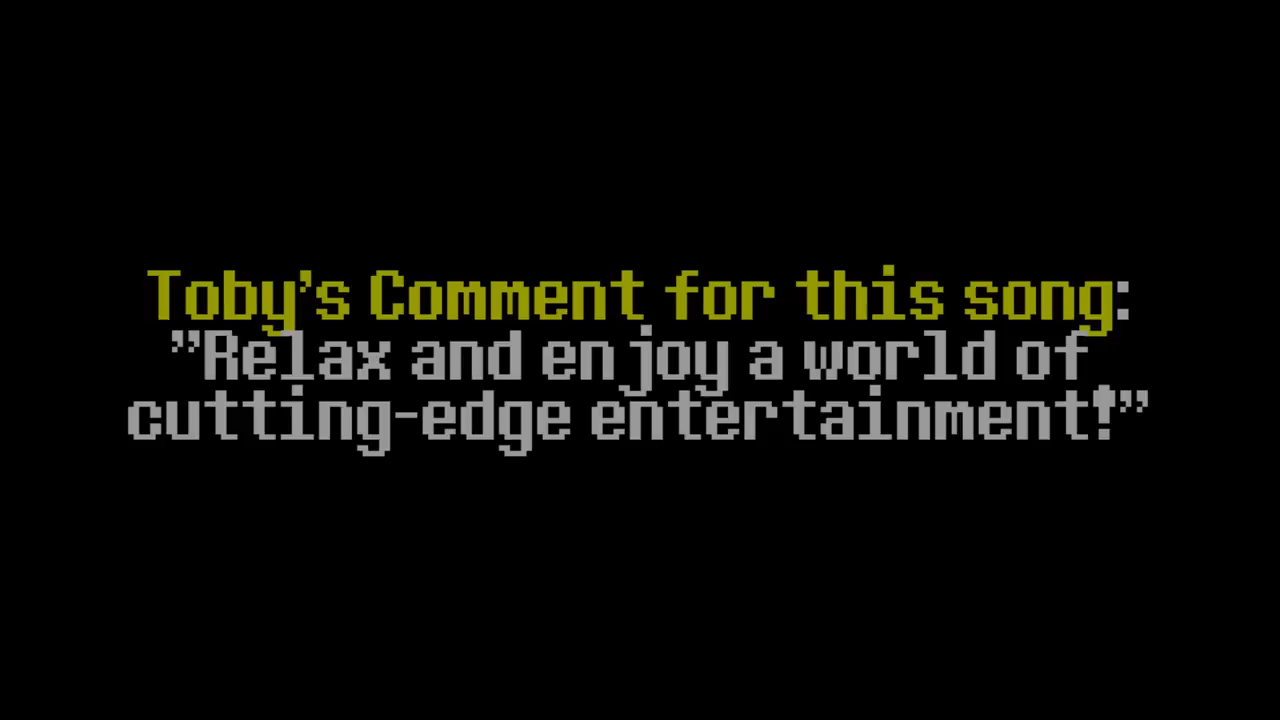 Toby's Comment for this song:
"Relax and enjoy a world of
cutting-edge entertainment!"